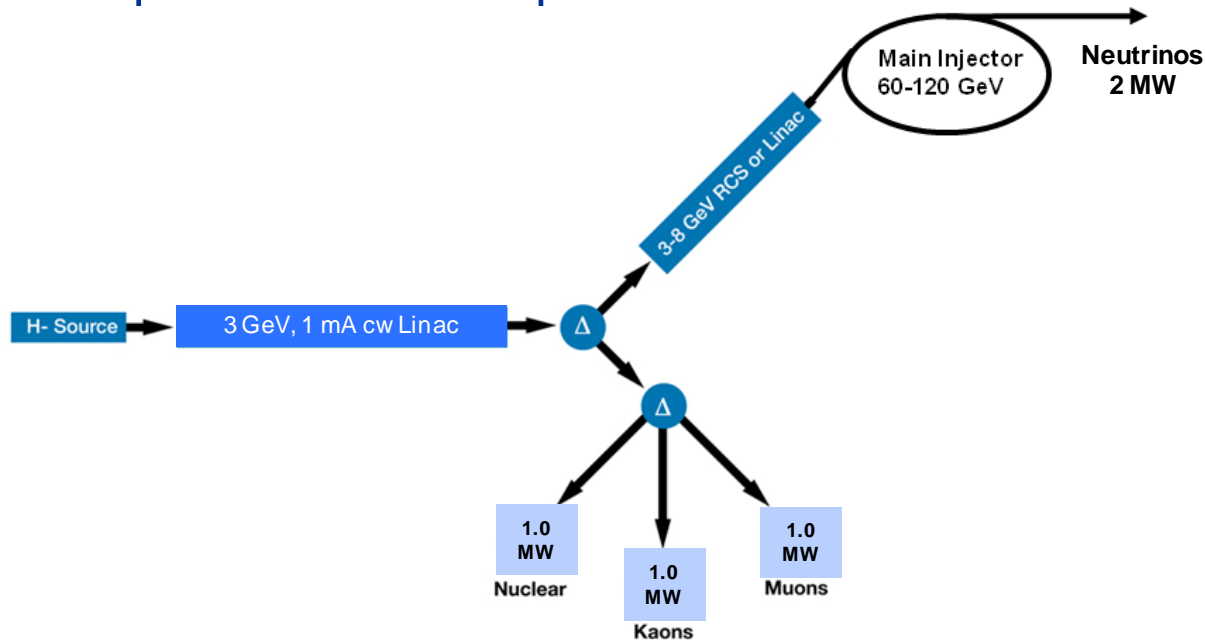 Main Injector
60-120 GeV
Neutrinos
2 MW
3-8 GeV RCS or Linac
H- Source
3 GeV, 1 mA cw Linac
Δ
Δ
1.0
MW
Nuclear
1.0
MW
Kaons
1.0
MW
Muons